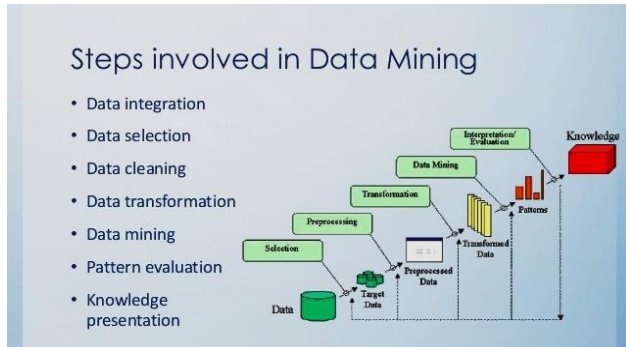 Steps involved in Data Mining
• Data integration
• Data selection
• Data cleaning
• Data transformation
• Data mining
• Pattern evaluation
• Knowledge
presentation
Interpretation/
Evaluation
Knowledge
Data Mining
Patterns
Transformation
Transformed
Data
Preprocessing
Preprocessed
Data
Selection
Target
Data
Data